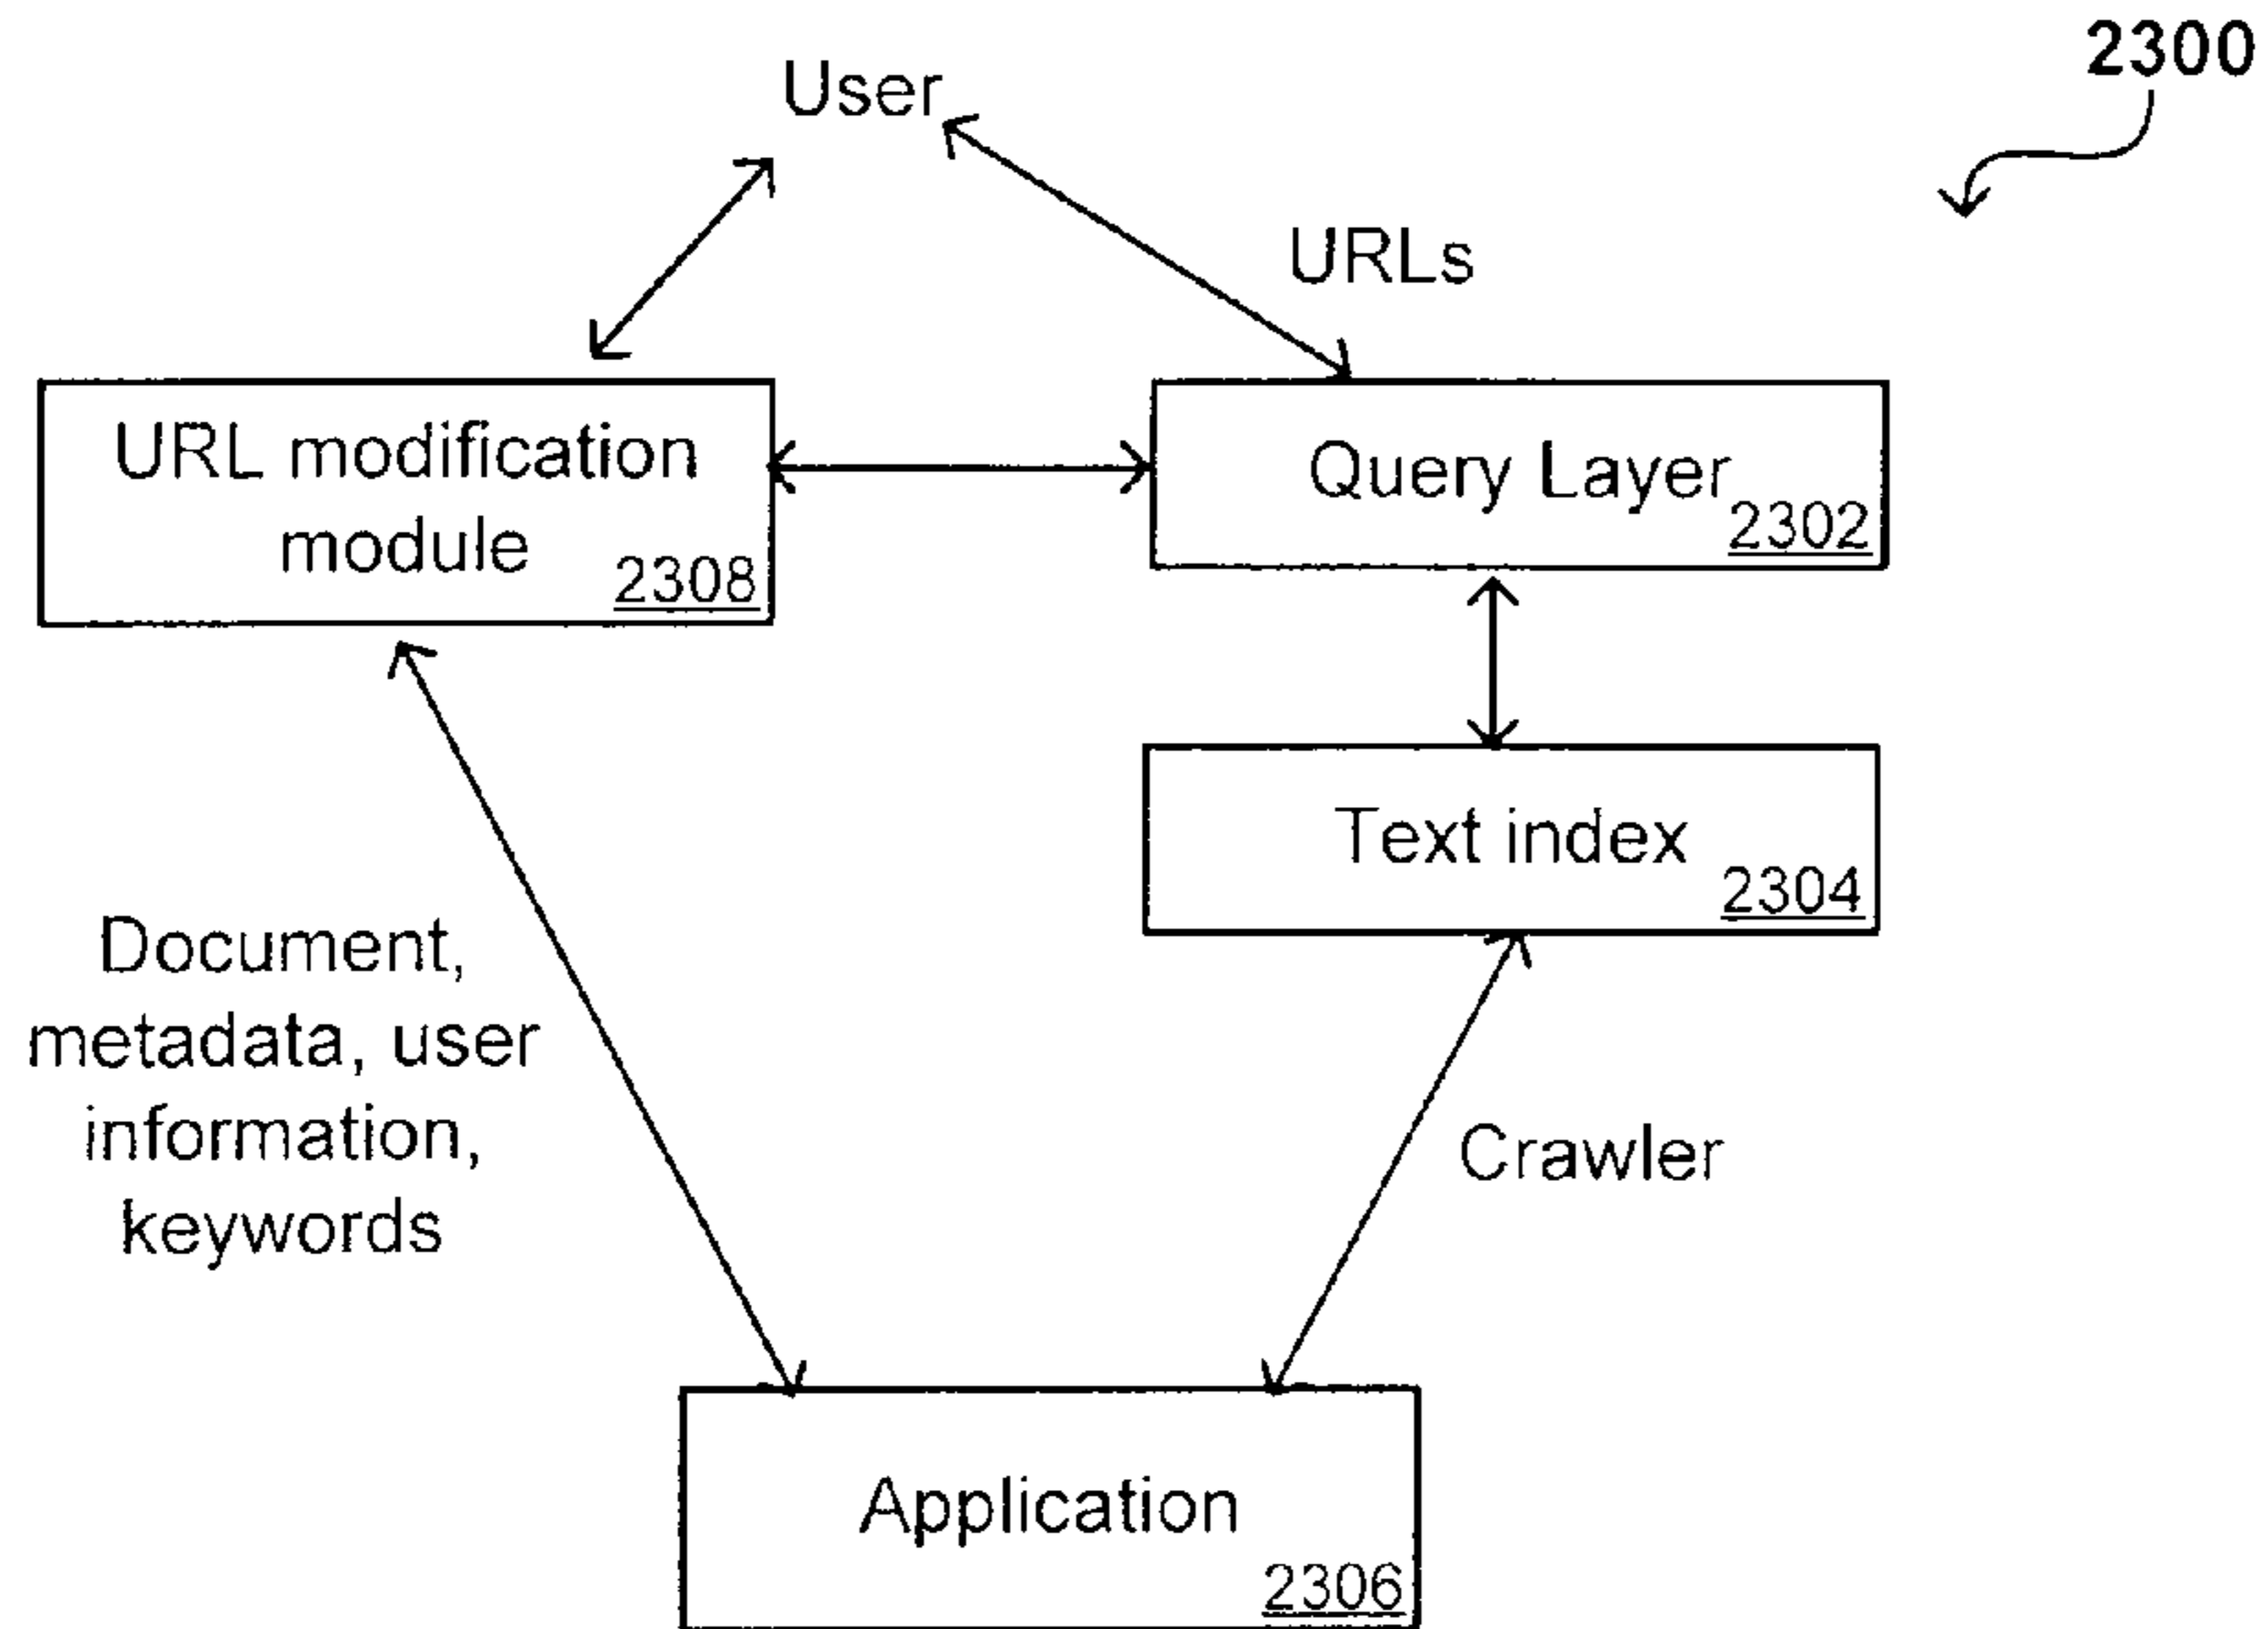 2300
User
URLs
URL modification
module
2308
Query Layer
2302
Text index
2304
Document,
metadata, user
information,
keywords
Crawler
Application
2306